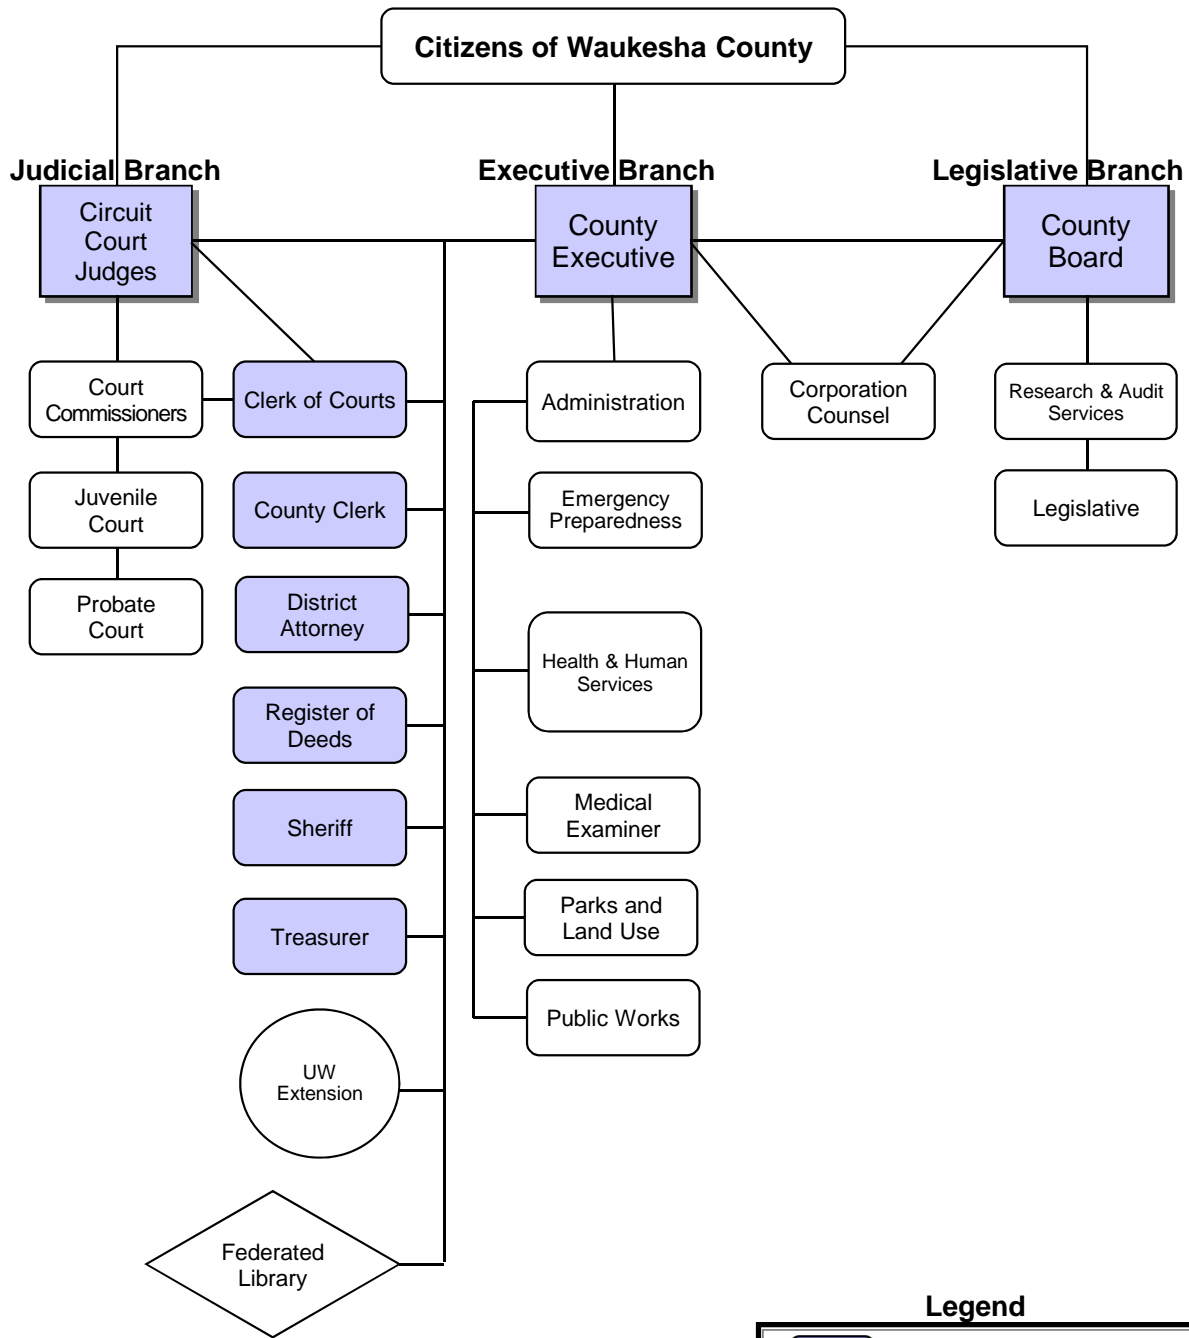 Citizens of Waukesha County
Judicial Branch
Executive Branch
Legislative Branch
Circuit
Court
Judges
County
Executive
County
Board
Court
Commissioners
Clerk of Courts
Administration
Corporation
Counsel
Research & Audit
Services
Juvenile
Court
County Clerk
Emergency
Preparedness
Legislative
Probate
Court
District
Attorney
Health & Human
Services
Register of
Deeds
Sheriff
Medical
Examiner
Treasurer
Parks and
Land Use
Public Works
UW
Extension
Federated
Library
Legend